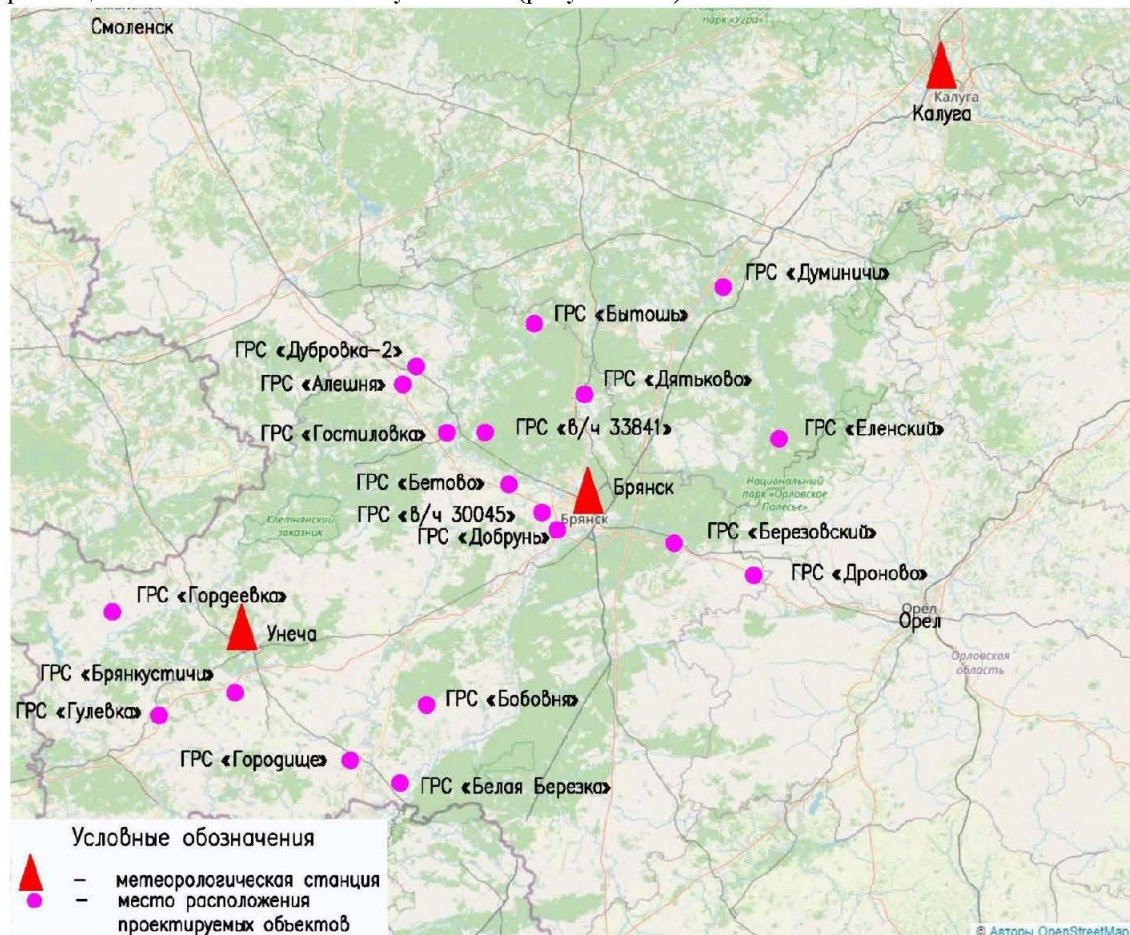 Смоленск
парк «Угра»
Калуга
Калуга
ГРС «Думиничи»
ГРС «Бытошь»
ГРС «Дубровка-2»
ГРС «Алешня»
ГРС «Дятьково»
ГРС «Гостиловка»
ГРС «в/ч 33841»
ГРС «Еленский»
ГРС «Бетово»
Брянск
Национальный
парк «Орловское
Полесье»
Клетнянский
заказник
ГРС «в/ч 30045»
Брянск
ГРС «Добрунь»
ГРС «Березовский»
ГРС «Дроново»
ГРС «Гордеевка»
Орёл
Орел
Унеча
Орловская
область
ГРС «Брянкустичи»
ГРС «Гулевка»
ГРС «Бобовня»
ГРС «Городище»
ГРС «Белая Березка»
Условные обозначения
– метеорологическая станция
– место расположения
проектируемых объектов
© Авторы OpenStreetMap